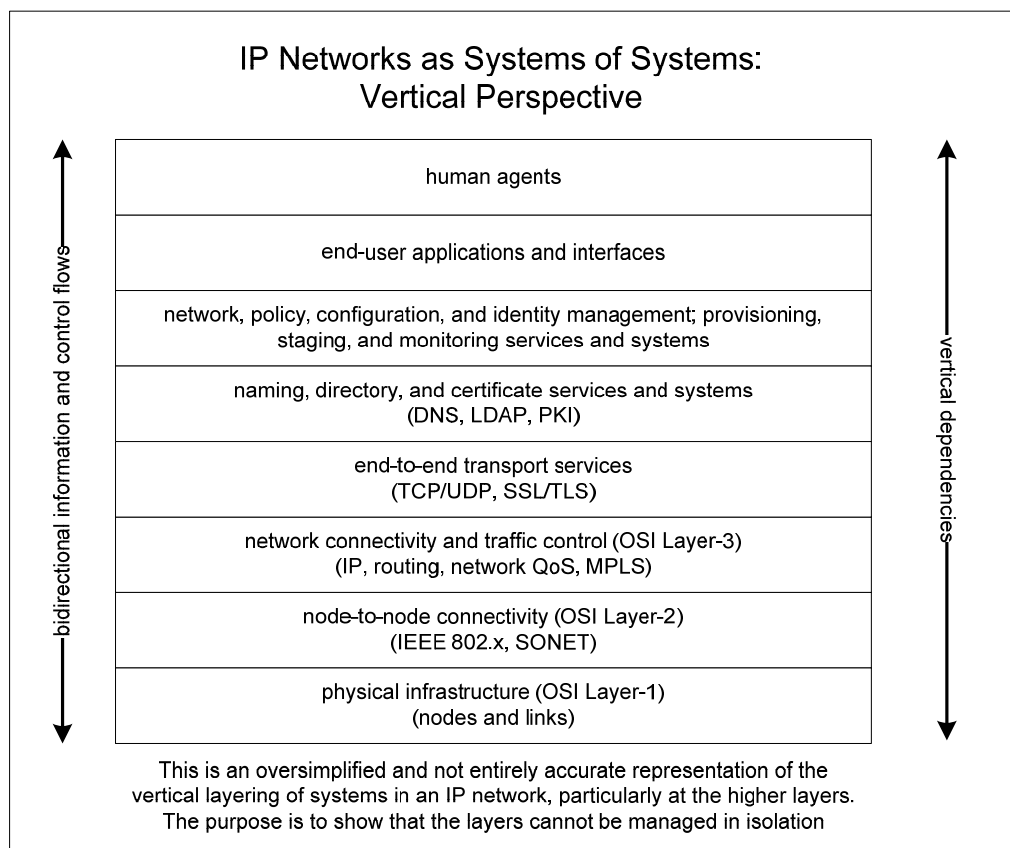 IP Networks as Systems of Systems:
Vertical Perspective
bidirectional information and control flows
human agents
end-user applications and interfaces
network, policy, configuration, and identity management; provisioning,
staging, and monitoring services and systems
naming, directory, and certificate services and systems
(DNS, LDAP, PKI)
end-to-end transport services
(TCP/UDP, SSL/TLS)
network connectivity and traffic control (OSI Layer-3)
(IP, routing, network QoS, MPLS)
node-to-node connectivity (OSI Layer-2)
(IEEE 802.x, SONET)
physical infrastructure (OSI Layer-1)
(nodes and links)
vertical dependencies
This is an oversimplified and not entirely accurate representation of the
vertical layering of systems in an IP network, particularly at the higher layers.
The purpose is to show that the layers cannot be managed in isolation